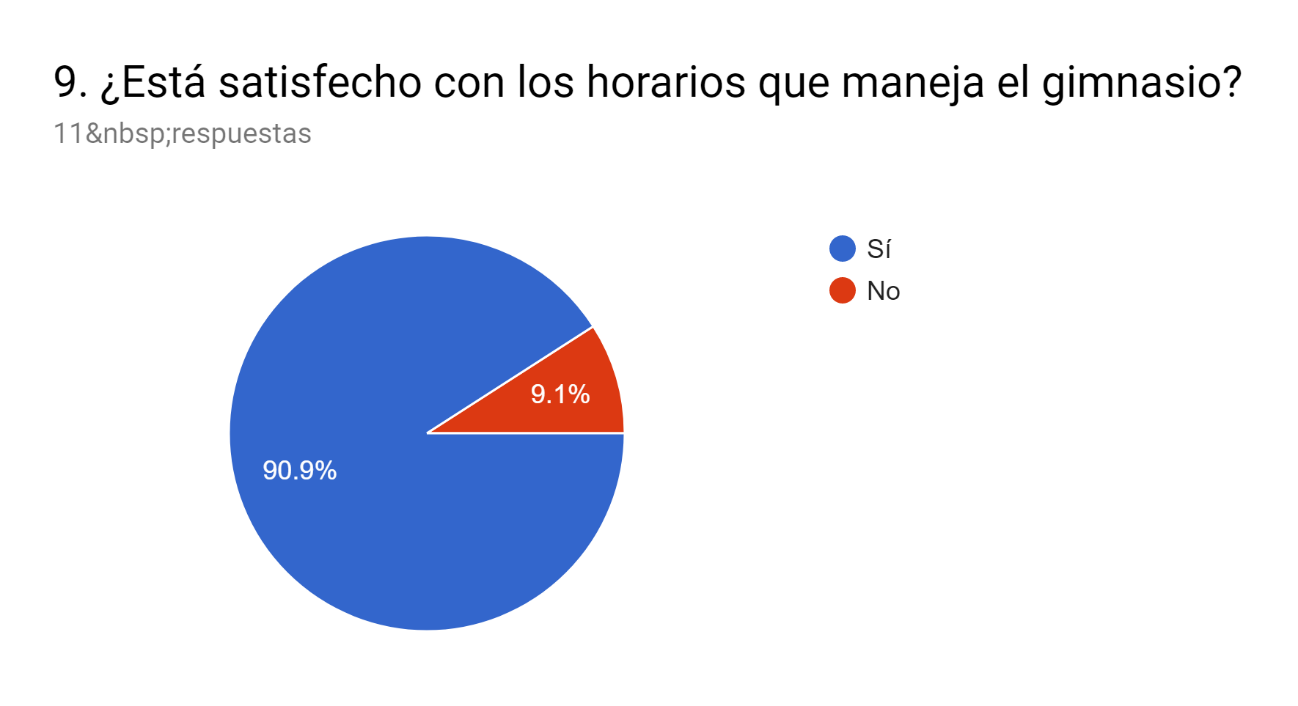 9. ¿Está satisfecho con los horarios que maneja el gimnasio?
11&nbsp;respuestas
Sí
No
9.1%
90.9%